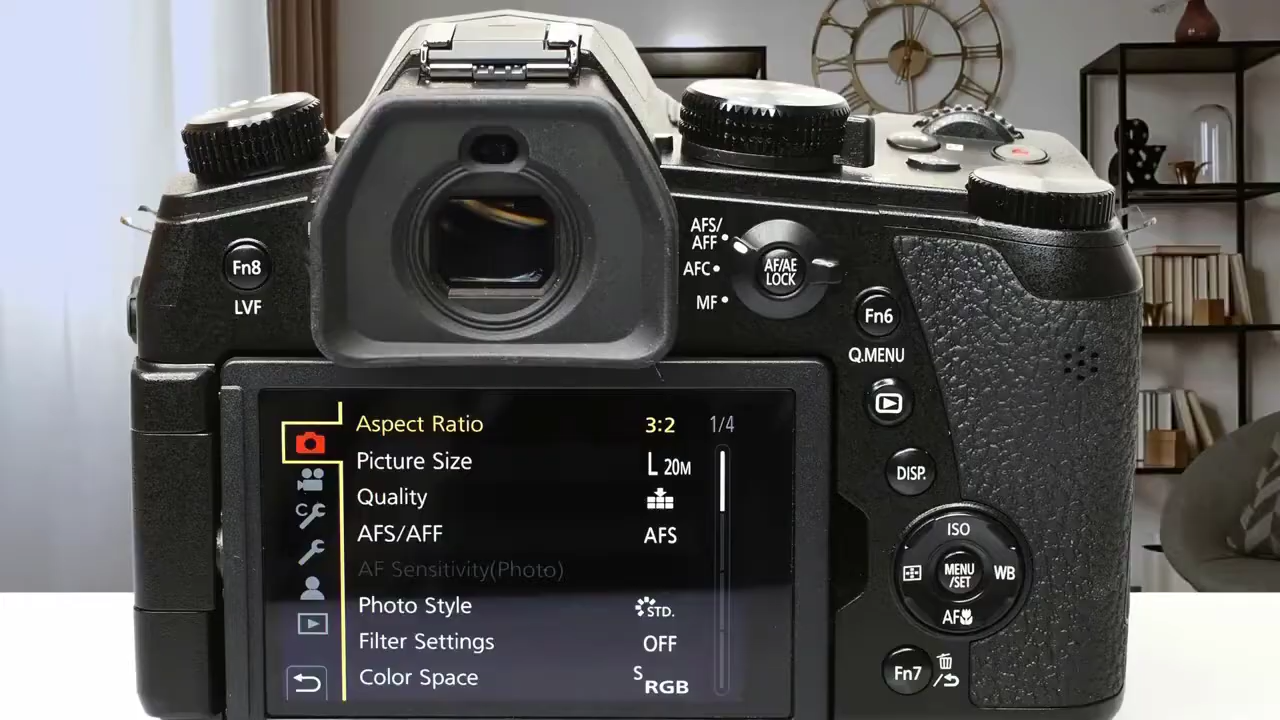 Fn8
LVF
AFS/
AFF
AFC
MF
AF/AE
LOCK
Fn6
Q.MENU
DISP.
ISO
MENU
/SET
WB
AF
Fn7
Aspect Ratio 3:2 1/4
Picture Size L 20M
Quality
AFS/AFF AFS
AF Sensitivity(Photo)
Photo Style STD.
Filter Settings OFF
Color Space sRGB
C